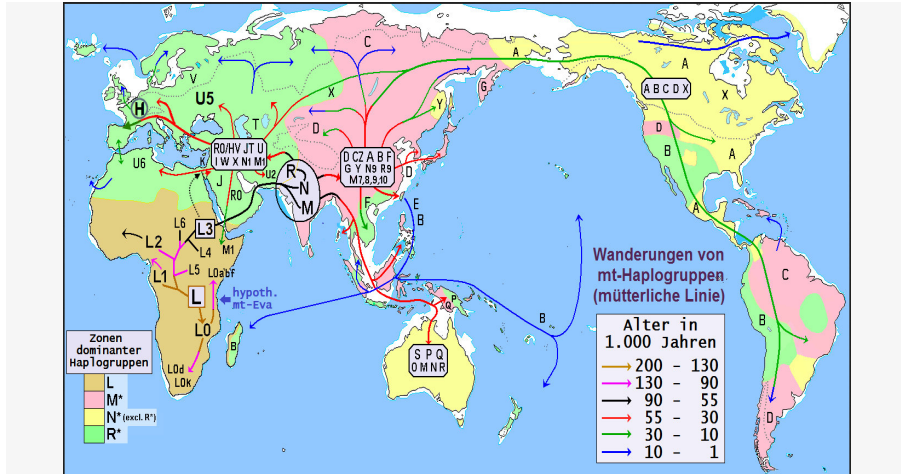 C
A
A
X
A
V
U5
H
T
X
D
Y
G
A B C D X
D
B
A
A
K
U6
R0/HV JT U
I W X N1 M1
U2
J
R0
R
N
M
D CZ A B F
G Y N9 R9
M7,8,9,10
D
F
E
B
L3
L6
L4
L2
L5
L1
M1
L0abf
L
hypoth.
mt-Eva
L0
L0d
L0k
B
P
Q
B
S P Q
O M N R
C
B
D
Wanderungen von
mt-Haplogruppen
(mütterliche Linie)
Alter in
1.000 Jahren
200 - 130
130 - 90
90 - 55
55 - 30
30 - 10
10 - 1
Zonen
dominanter
Haplogruppen
L
M*
N* (excl. R*)
R*